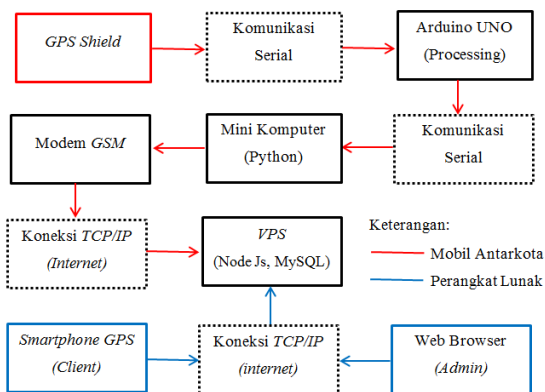 GPS Shield
Komunikasi
Serial
Arduino UNO
(Processing)
Modem GSM
Mini Komputer
(Python)
Komunikasi
Serial
Koneksi TCP/IP
(Internet)
VPS
(Node Js, MySQL)
Keterangan:
Mobil Antarkota
Perangkat Lunak
Smartphone GPS
(Client)
Koneksi TCP/IP
(internet)
Web Browser
(Admin)